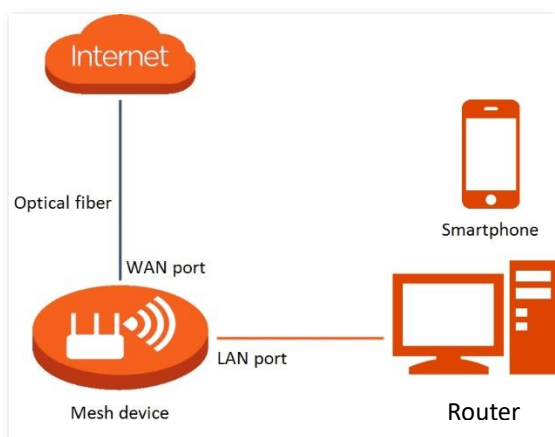 Internet
Optical fiber
Smartphone
WAN port
LAN port
Mesh device
Router